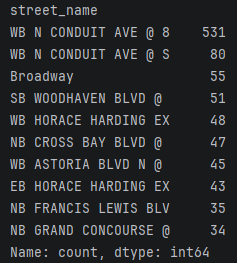 street_name
WB N CONDUIT AVE @ 8 531
WB N CONDUIT AVE @ S 80
Broadway 55
SB WOODHAVEN BLVD @ 51
WB HORACE HARDING EX 48
NB CROSS BAY BLVD @ 47
WB ASTORIA BLVD N @ 45
EB HORACE HARDING EX 43
NB FRANCIS LEWIS BLV 35
NB GRAND CONCOURSE @ 34
Name: count, dtype: int64